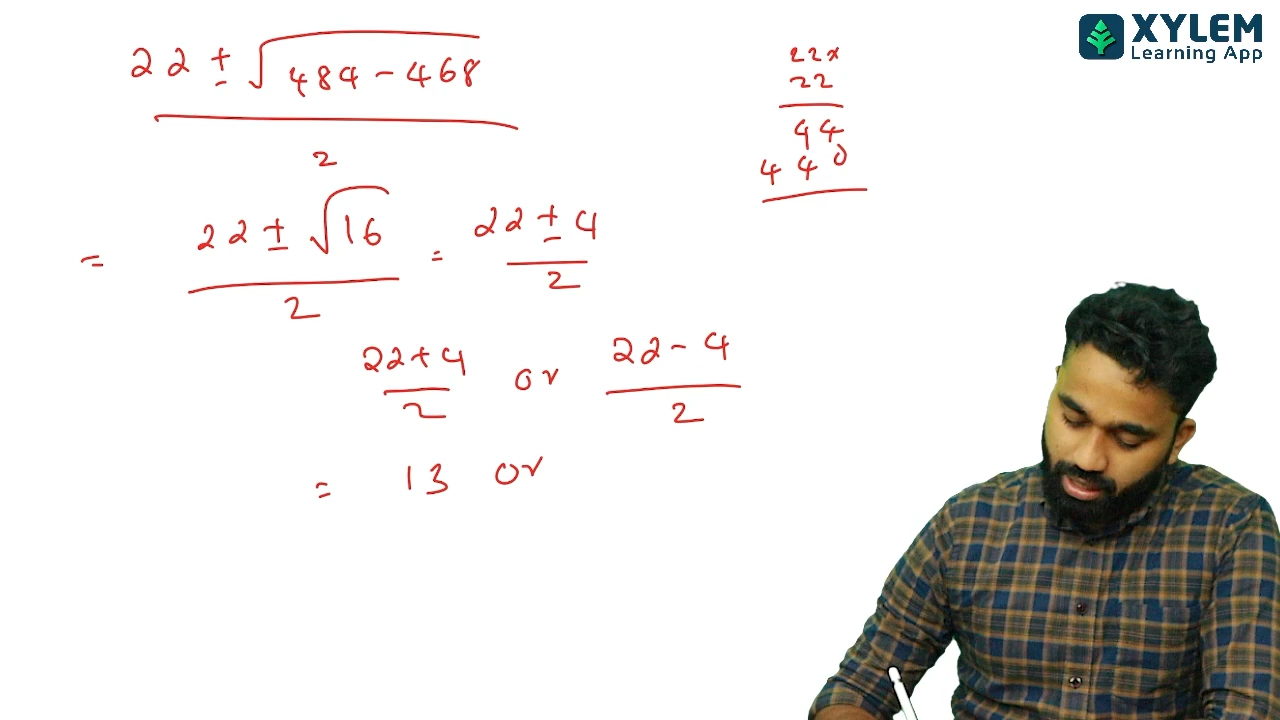 XYLEM
Learning App
22 ± √484 - 468
2
22 ×
22
44
440
= 22 ± √16 / 2 = 22 ± 4 / 2
22 + 4 / 2 or 22 - 4 / 2
= 13 or